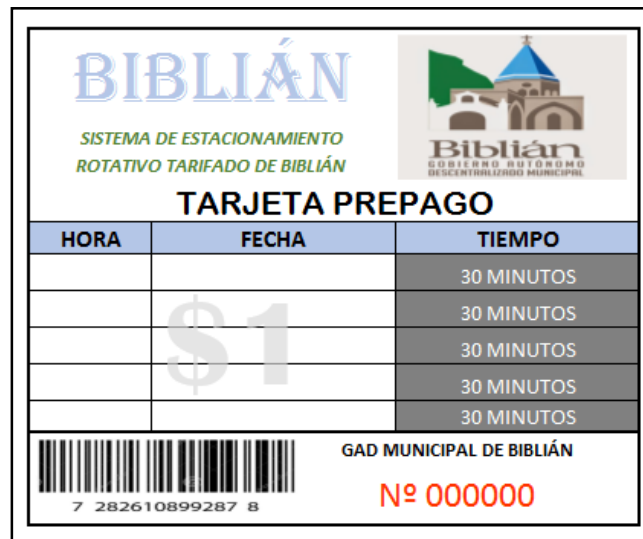 BIBLIÁN
SISTEMA DE ESTACIONAMIENTO
ROTATIVO TARIFADO DE BIBLIÁN
Biblián
GOBIERNO AUTÓNOMO
DESCENTRALIZADO MUNICIPAL
TARJETA PREPAGO
HORA FECHA TIEMPO
30 MINUTOS
30 MINUTOS
$1
30 MINUTOS
30 MINUTOS
30 MINUTOS
GAD MUNICIPAL DE BIBLIÁN
7 282610899287 8
Nº 000000